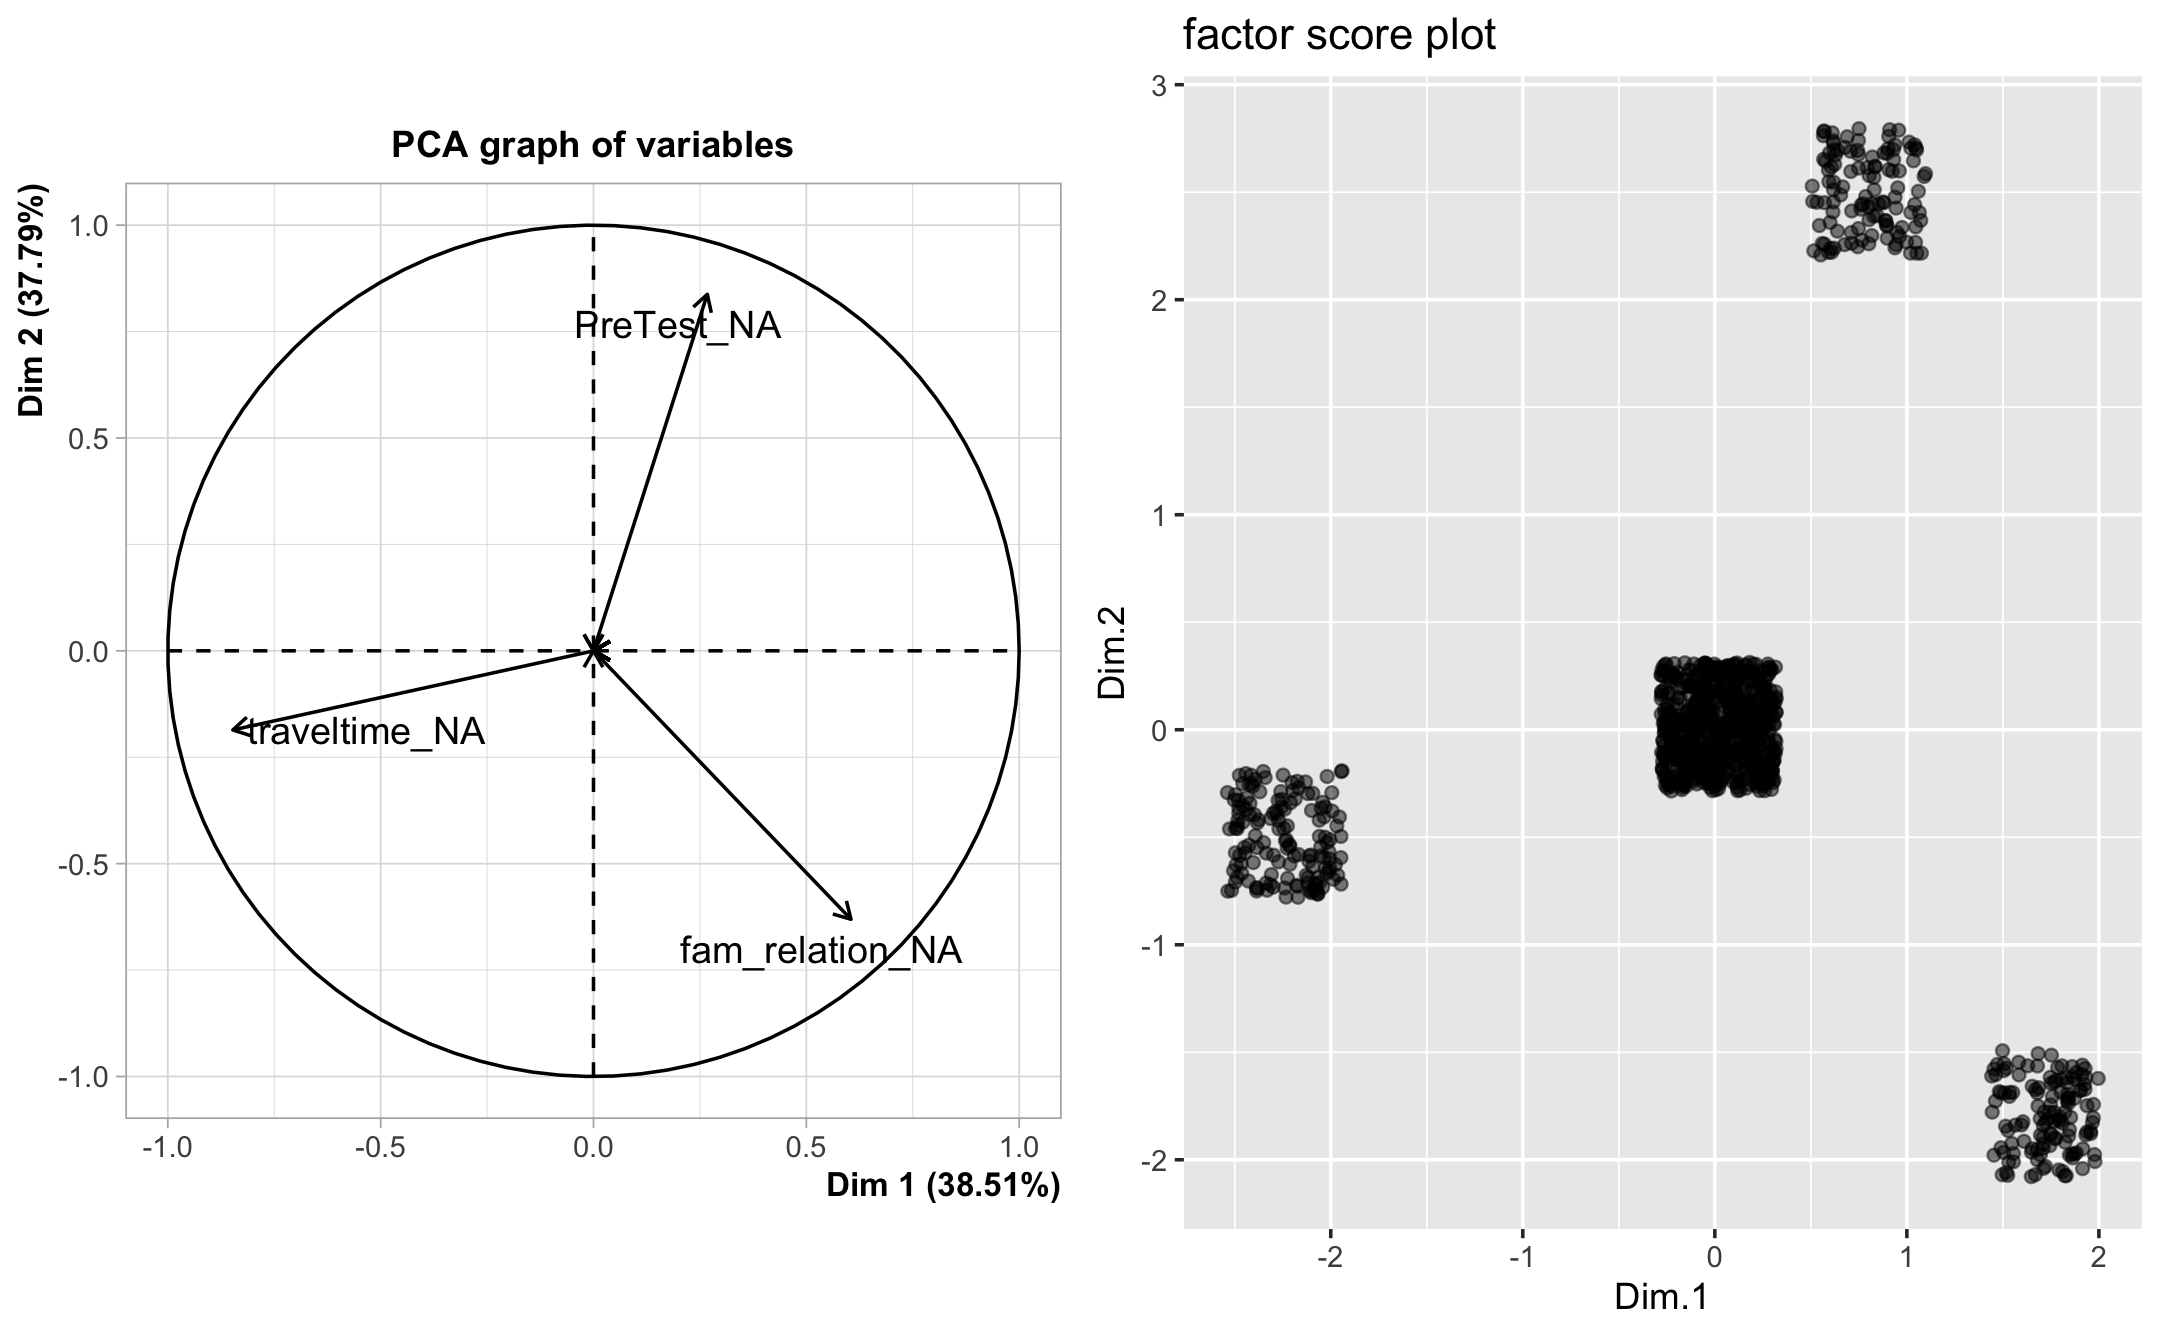 PCA graph of variables
Dim 2 (37.79%)
1.0
0.5
0.0
-0.5
-1.0
PreTest_NA
traveltime_NA
fam_relation_NA
-1.0
-0.5
0.0
0.5
1.0
Dim 1 (38.51%)
factor score plot
Dim.2
3
2
1
0
-1
-2
-2
-1
0
1
2
Dim.1